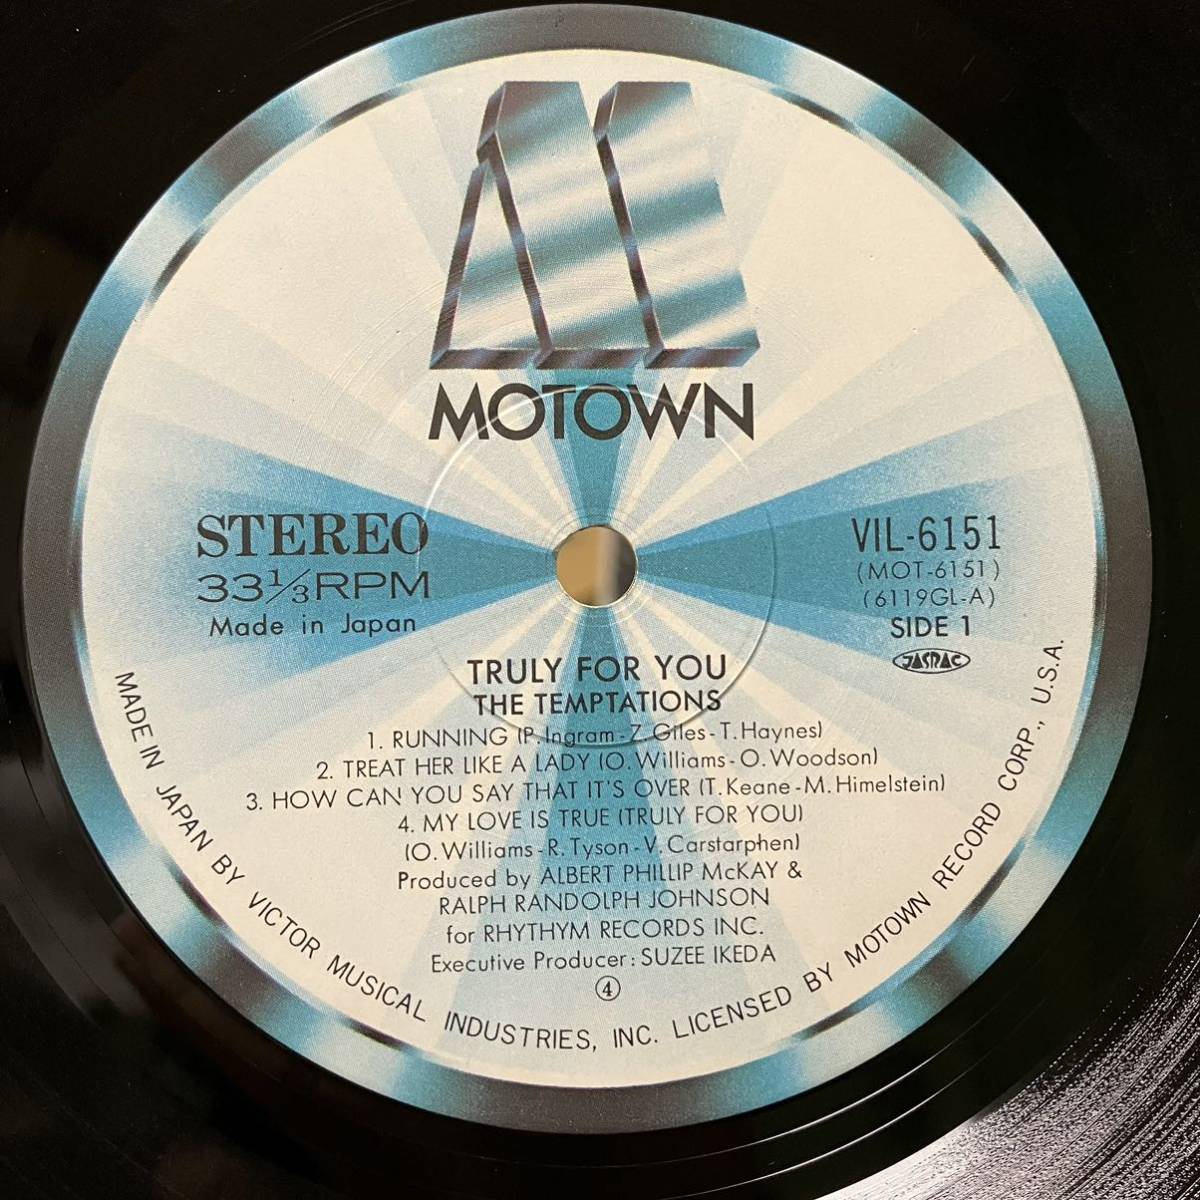 MOTOWN
STEREO
33 1/3 RPM
Made in Japan
VIL-6151
(MOT-6151)
(6119GL-A)
SIDE 1
JASRAC
TRULY FOR YOU
THE TEMPTATIONS
1. RUNNING (P. Ingram - Z. Giles - T. Haynes)
2. TREAT HER LIKE A LADY (O. Williams - O. Woodson)
3. HOW CAN YOU SAY THAT IT'S OVER (T. Keane - M. Himelstein)
4. MY LOVE IS TRUE (TRULY FOR YOU)
(O. Williams - R. Tyson - V. Carstarphen)
Produced by ALBERT PHILLIP McKAY &
RALPH RANDOLPH JOHNSON
for RHYTHYM RECORDS INC.
Executive Producer: SUZEE IKEDA
④
MADE IN JAPAN BY VICTOR MUSICAL INDUSTRIES, INC. LICENSED BY MOTOWN RECORD CORP., U.S.A.